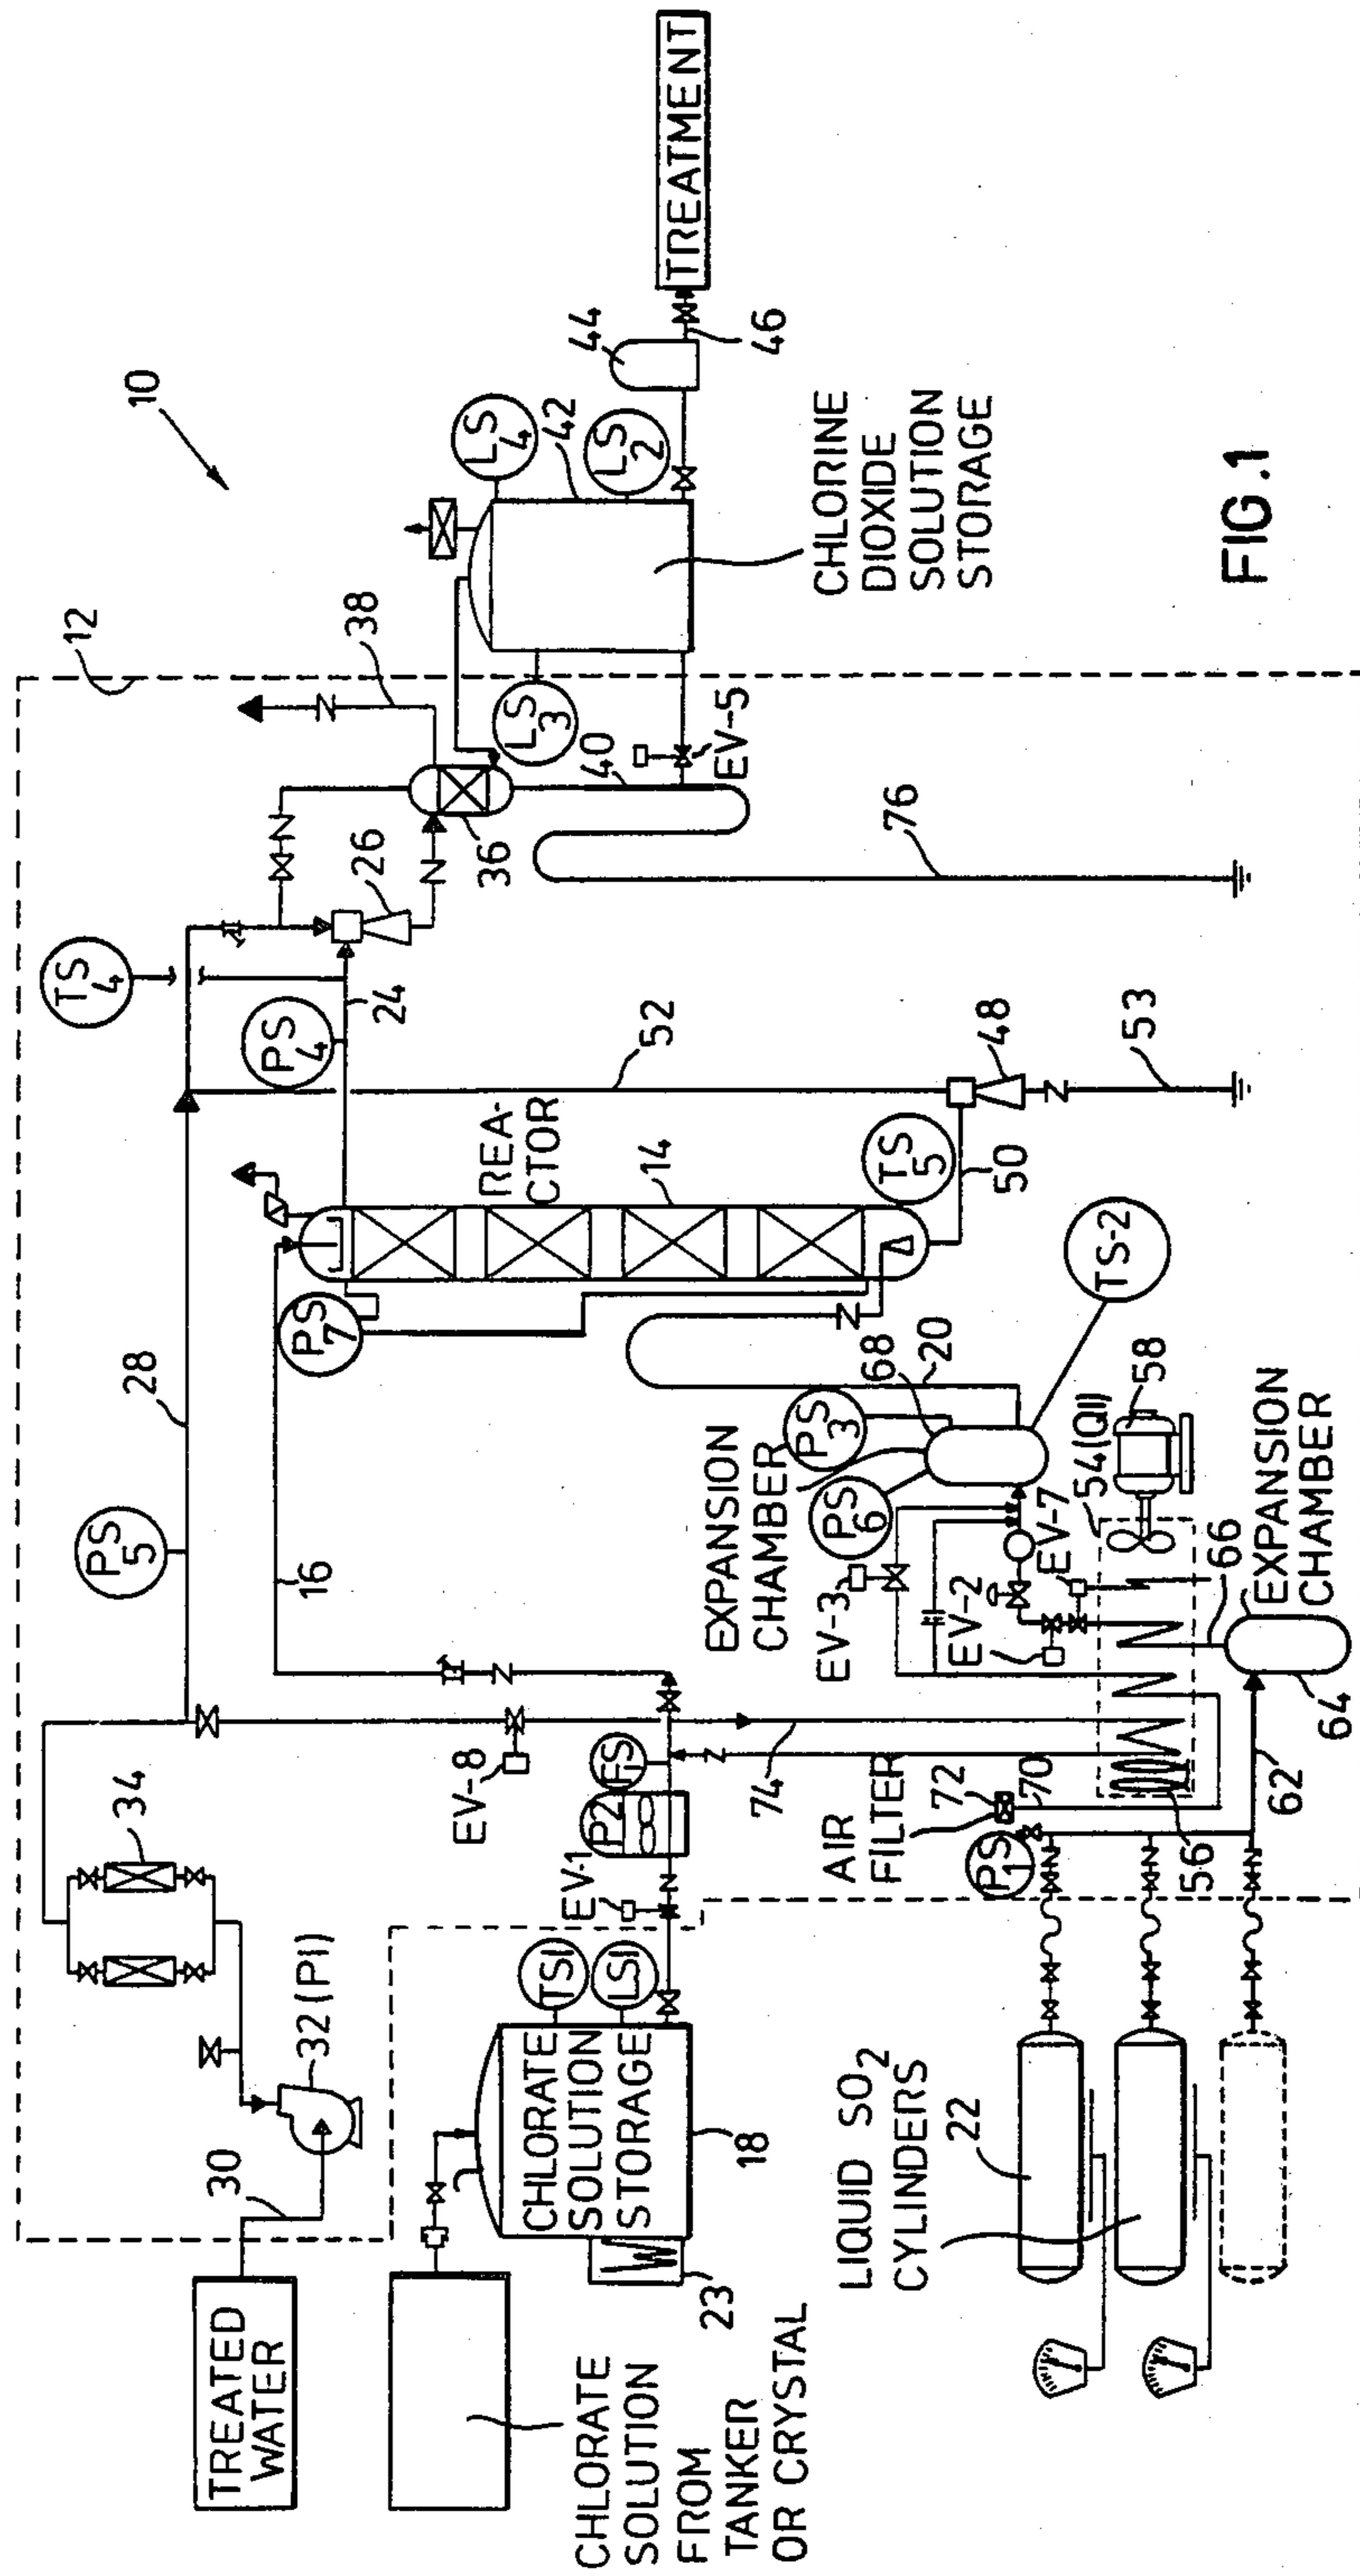 10
12
TREATED
WATER
30
32 (PI)
34
PS
5
28
TS
4
PS
4
24
26
36
38
LS
3
40
EV-5
76
LS
4
42
LS
2
44
46
TREATMENT
CHLORINE
DIOXIDE
SOLUTION
STORAGE
16
PS
7
REA-
CTOR
14
52
TS
5
50
48
53
CHLORATE
SOLUTION
FROM
TANKER
OR CRYSTAL
23
CHLORATE
SOLUTION
STORAGE
18
TSI
LSI
EV-1
P2
FS
1
EV-8
74
AIR
FILTER
72
70
PS
1
56
62
64
66
EXPANSION
CHAMBER
EXPANSION
CHAMBER
PS
3
PS
6
68
20
TS-2
EV-3
EV-2
EV-7
54(QI)
58
LIQUID SO2
CYLINDERS
22
FIG.1